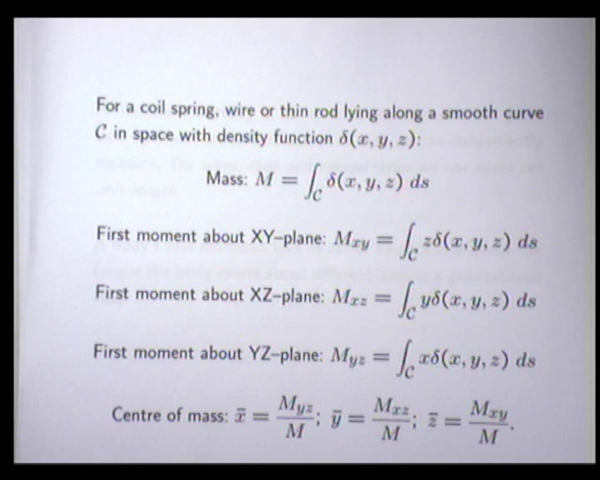 For a coil spring, wire or thin rod lying along a smooth curve
𝒞 in space with density function δ(x, y, z):
Mass: M = ∫_𝒞 δ(x, y, z) ds
First moment about XY–plane: M_xy = ∫_𝒞 zδ(x, y, z) ds
First moment about XZ–plane: M_xz = ∫_𝒞 yδ(x, y, z) ds
First moment about YZ–plane: M_yz = ∫_𝒞 xδ(x, y, z) ds
Centre of mass: x̄ = M_yz/M; ȳ = M_xz/M; z̄ = M_xy/M.